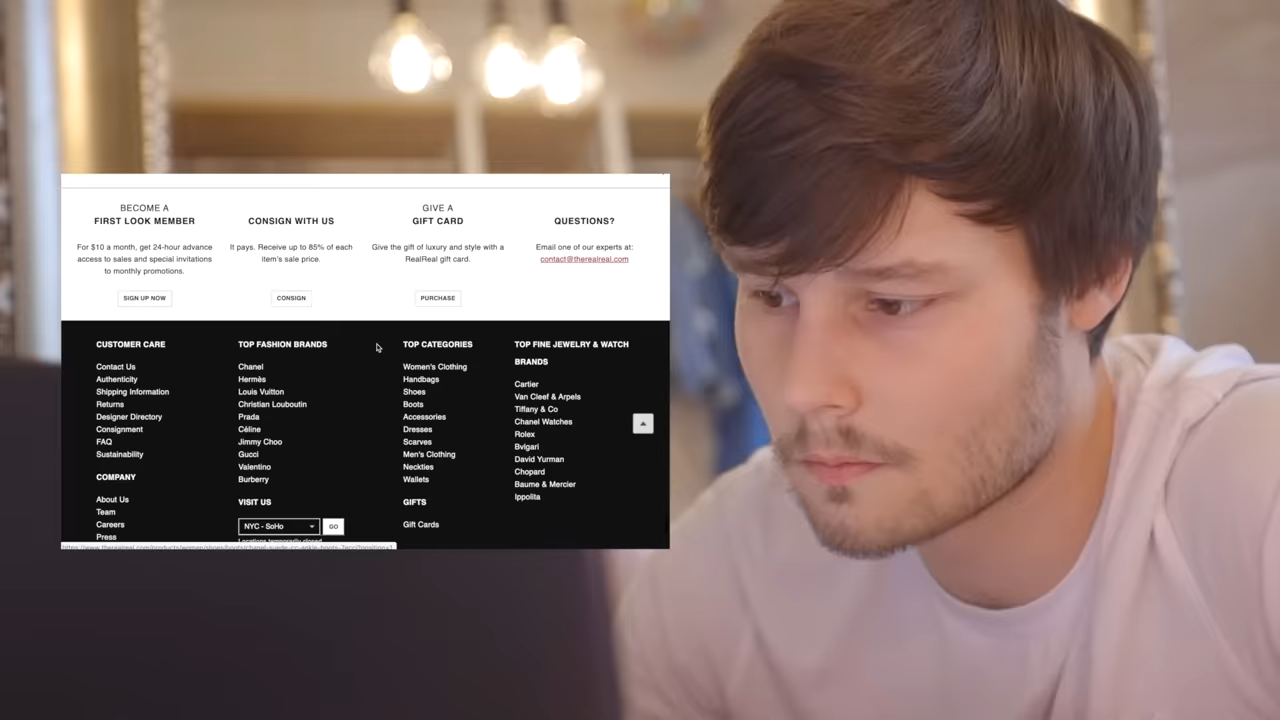 BECOME A
FIRST LOOK MEMBER
For $10 a month, get 24-hour advance
access to sales and special invitations
to monthly promotions.
SIGN UP NOW
CONSIGN WITH US
It pays. Receive up to 85% of each
item's sale price.
CONSIGN
GIVE A
GIFT CARD
Give the gift of luxury and style with a
RealReal gift card.
PURCHASE
QUESTIONS?
Email one of our experts at:
contact@therealreal.com
CUSTOMER CARE
Contact Us
Authenticity
Shipping Information
Returns
Designer Directory
Consignment
FAQ
Sustainability
COMPANY
About Us
Team
Careers
Press
TOP FASHION BRANDS
Chanel
Hermès
Louis Vuitton
Christian Louboutin
Prada
Céline
Jimmy Choo
Gucci
Valentino
Burberry
VISIT US
NYC - SoHo
GO
Locations temporarily closed
TOP CATEGORIES
Women's Clothing
Handbags
Shoes
Boots
Accessories
Dresses
Scarves
Men's Clothing
Neckties
Wallets
GIFTS
Gift Cards
TOP FINE JEWELRY & WATCH
BRANDS
Cartier
Van Cleef & Arpels
Tiffany & Co
Chanel Watches
Rolex
Bvlgari
David Yurman
Chopard
Baume & Mercier
Ippolita